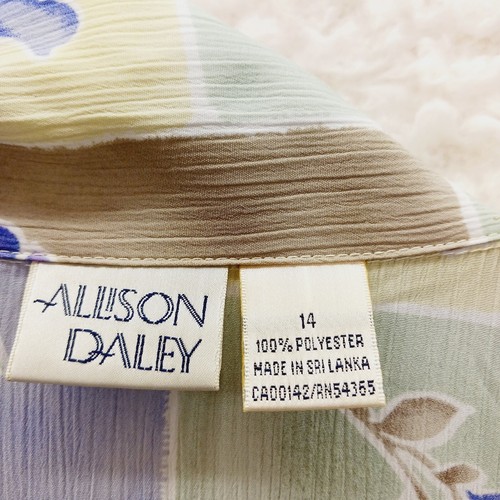 ALLISON
DALEY
14
100% POLYESTER
MADE IN SRI LANKA
CA00142/RN54365